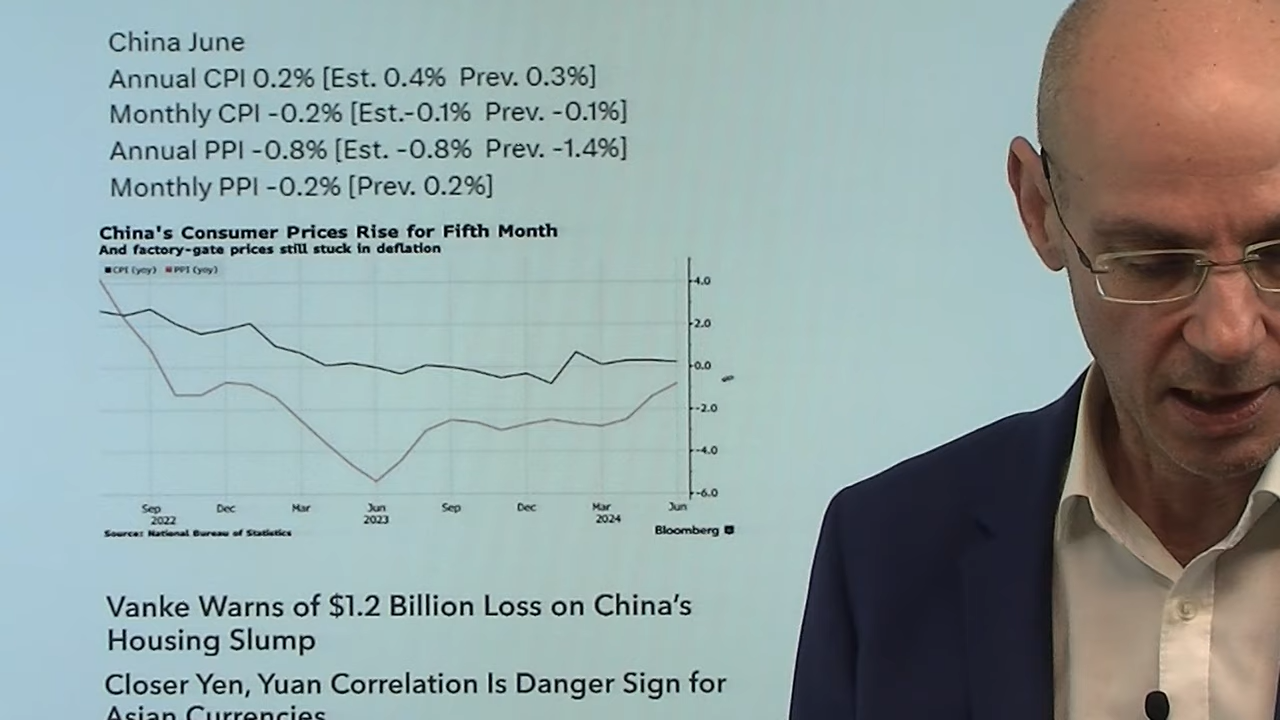 China June
Annual CPI 0.2% [Est. 0.4% Prev. 0.3%]
Monthly CPI -0.2% [Est.-0.1% Prev. -0.1%]
Annual PPI -0.8% [Est. -0.8% Prev. -1.4%]
Monthly PPI -0.2% [Prev. 0.2%]
China's Consumer Prices Rise for Fifth Month
And factory-gate prices still stuck in deflation
CPI (yoy) PPI (yoy)
4.0
2.0
0.0
-2.0
-4.0
-6.0
Sep Dec Mar Jun Sep Dec Mar Jun
2022 2023 2024
Source: National Bureau of Statistics Bloomberg
Vanke Warns of $1.2 Billion Loss on China's
Housing Slump
Closer Yen, Yuan Correlation Is Danger Sign for
Asian Currencies